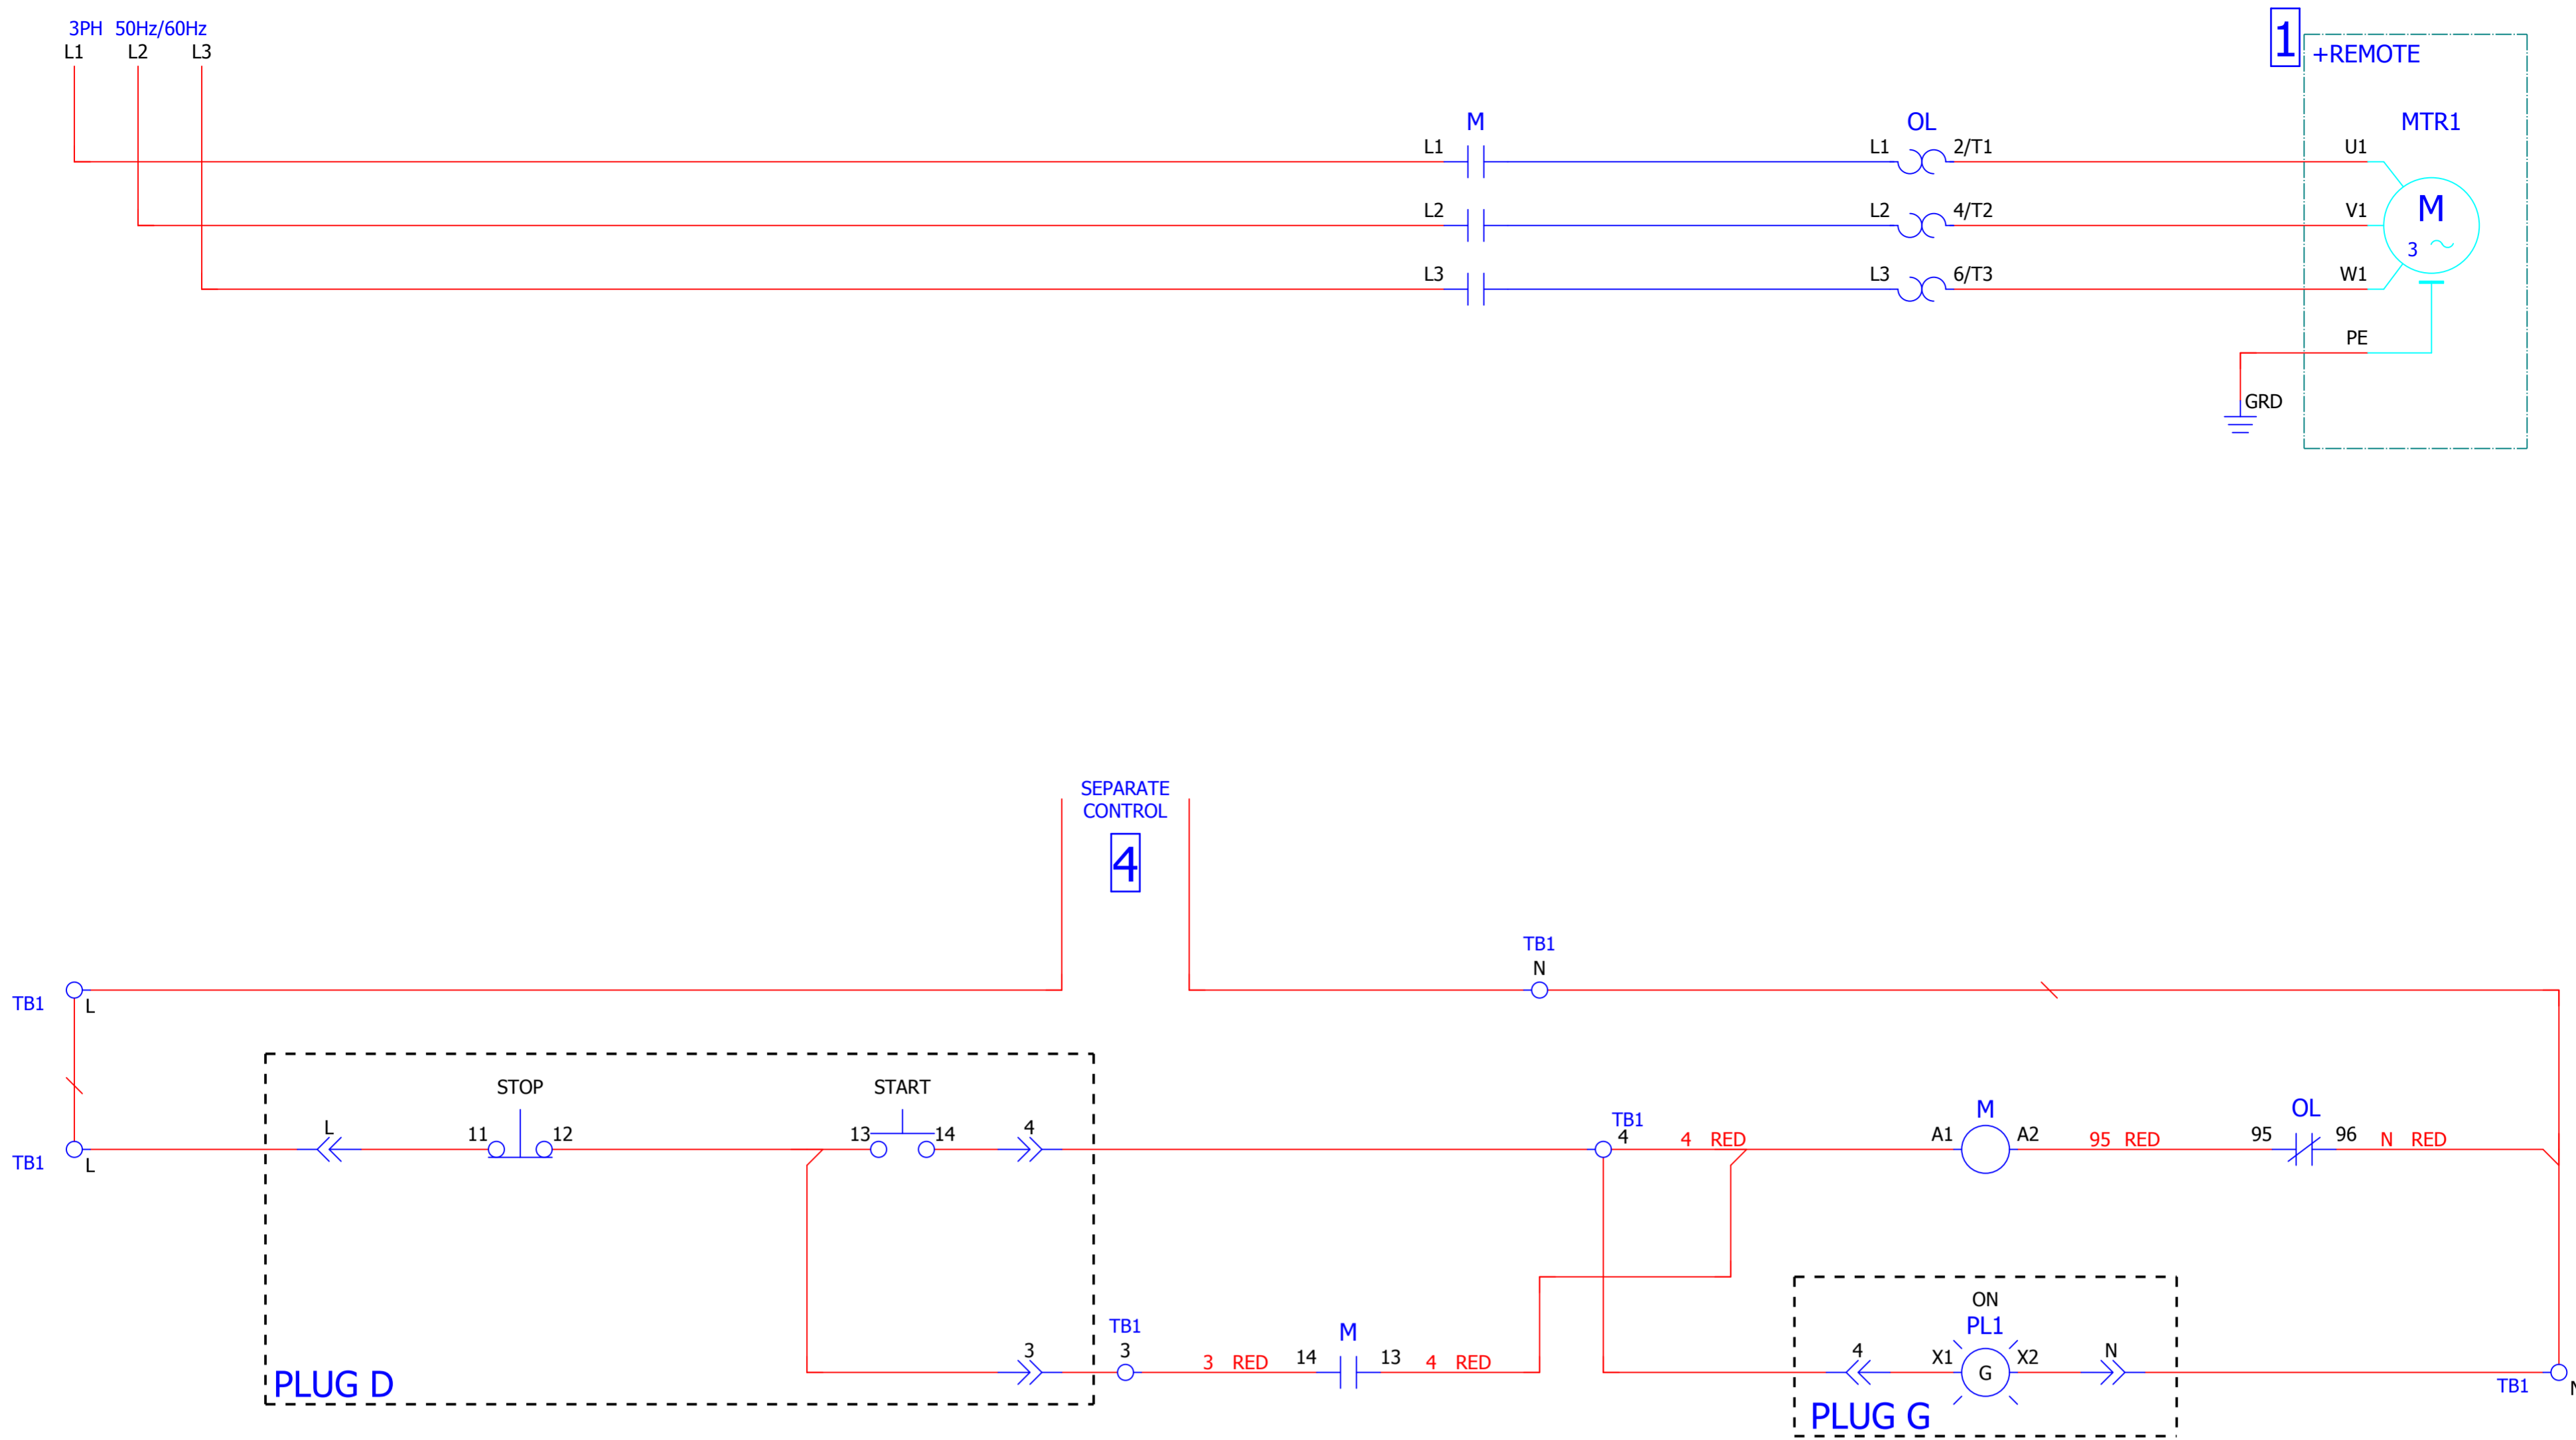 3PH 50Hz/60Hz
L1 L2 L3
1
+REMOTE
M
OL
MTR1
L1
L1
2/T1
U1
L2
L2
4/T2
V1
M
3
L3
L3
6/T3
W1
PE
GRD
SEPARATE
CONTROL
4
TB1
N
TB1
L
STOP
START
TB1
4
M
OL
L
11
12
13
14
4
4 RED
A1
A2
95 RED
95
96
N RED
TB1
L
ON
PL1
TB1
3
M
3
3 RED
14
13
4 RED
4
X1
G
X2
N
TB1
N
PLUG D
PLUG G